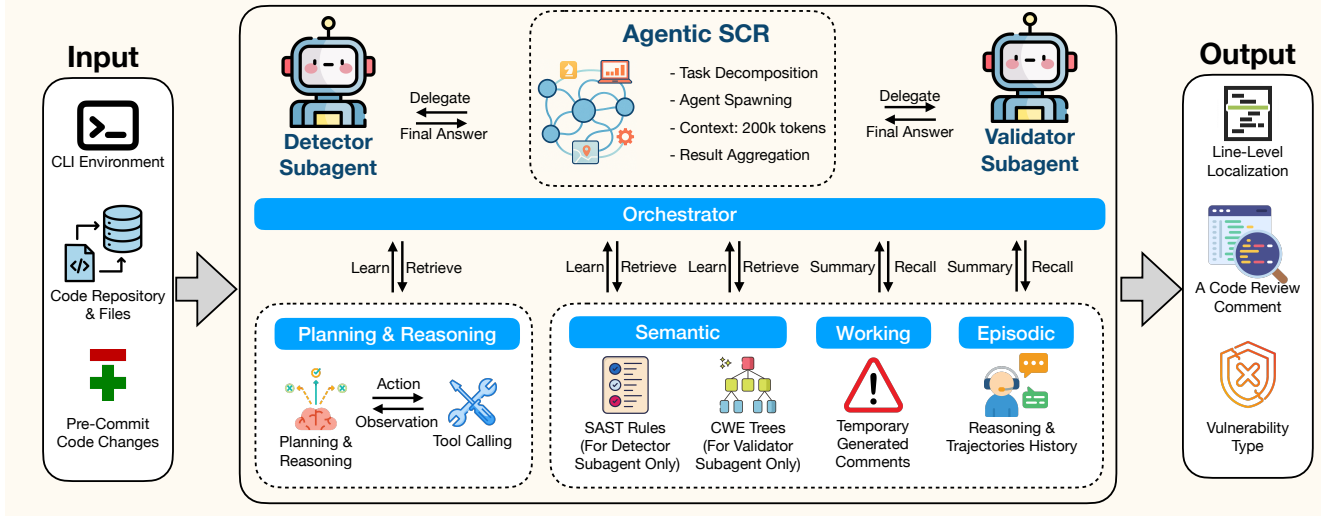 Input
CLI Environment
Code Repository
& Files
Pre-Commit
Code Changes
Detector
Subagent
Delegate
Final Answer
Agentic SCR
- Task Decomposition
- Agent Spawning
- Context: 200k tokens
- Result Aggregation
Delegate
Final Answer
Validator
Subagent
Orchestrator
Learn
Retrieve
Learn
Retrieve
Learn
Retrieve
Summary
Recall
Summary
Recall
Planning & Reasoning
Planning &
Reasoning
Action
Observation
Tool Calling
Semantic
SAST Rules
(For Detector
Subagent Only)
CWE Trees
(For Validator
Subagent Only)
Working
Temporary
Generated
Comments
Episodic
Reasoning &
Trajectories History
Output
Line-Level
Localization
A Code Review
Comment
Vulnerability
Type